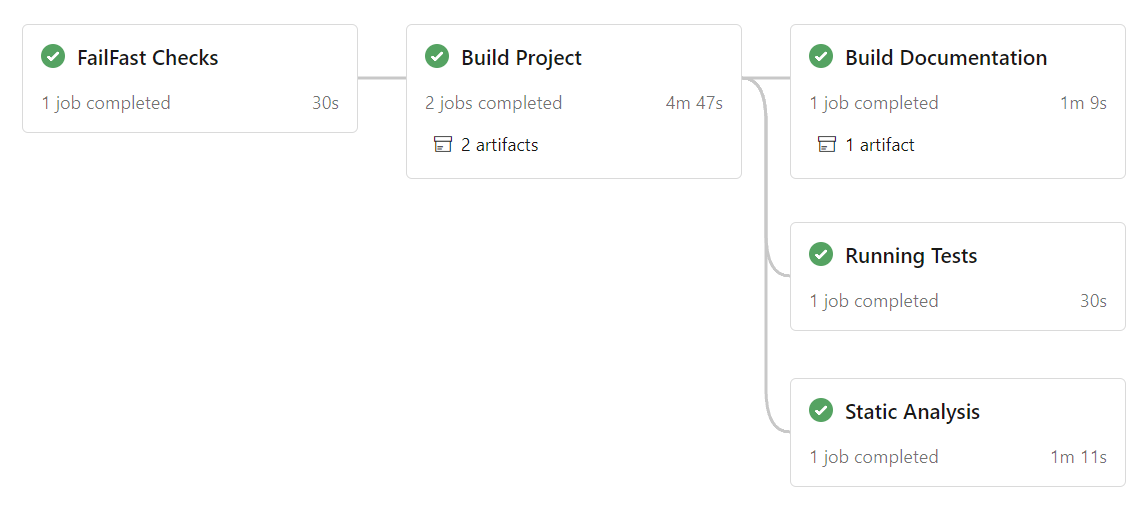 FailFast Checks
1 job completed 30s
Build Project
2 jobs completed 4m 47s
2 artifacts
Build Documentation
1 job completed 1m 9s
1 artifact
Running Tests
1 job completed 30s
Static Analysis
1 job completed 1m 11s